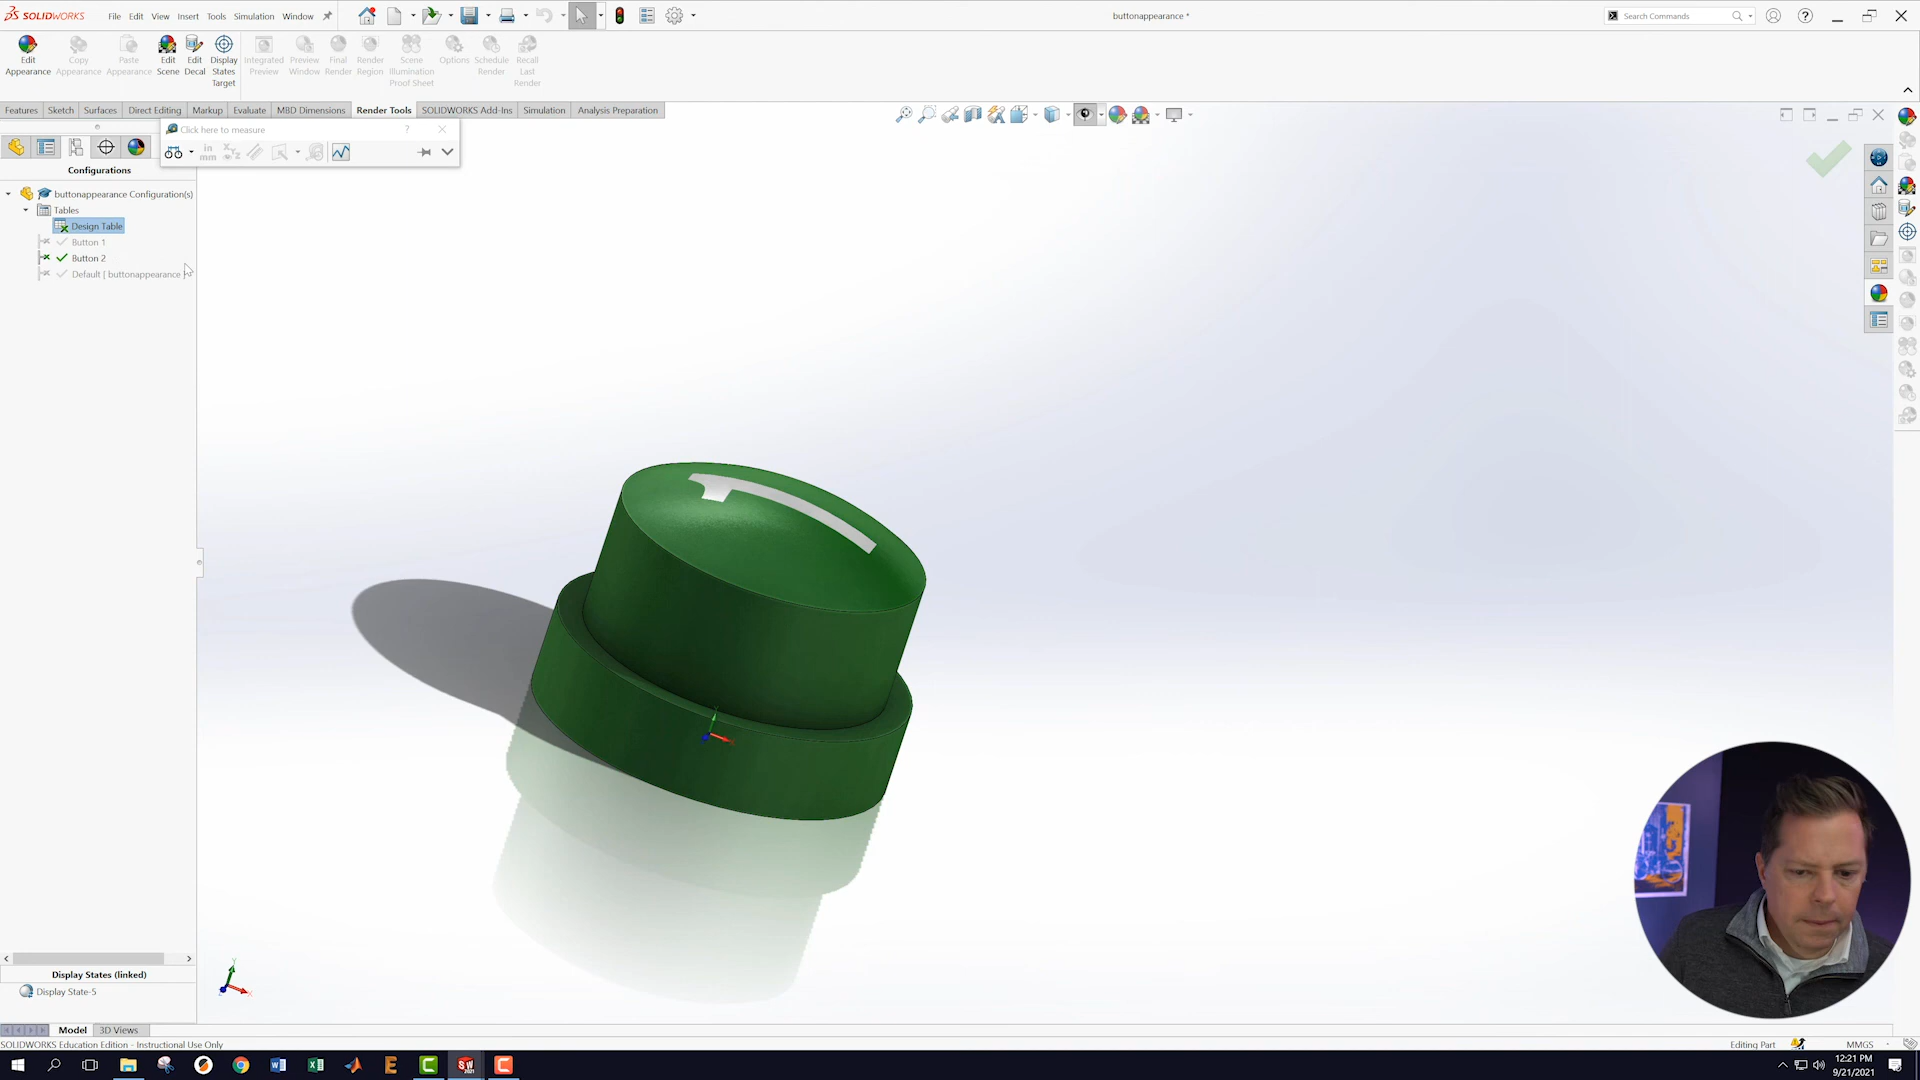 SOLIDWORKS File Edit View Insert Tools Simulation Window buttonappearance * Search Commands
Edit Appearance
Copy Appearance
Paste Appearance
Edit Scene
Edit Decal
Display States Target
Integrated Preview
Preview Window
Final Render
Render Region
Scene Illumination Proof Sheet
Options
Schedule Render
Recall Last Render
Features Sketch Surfaces Direct Editing Markup Evaluate MBD Dimensions Render Tools SOLIDWORKS Add-Ins Simulation Analysis Preparation
Click here to measure ?
in mm
Configurations
buttonappearance Configuration(s)
Tables
Design Table
Button 1
Button 2
Default [ buttonappearance ]
1
Display States (linked)
Display State-5
Model 3D Views
SOLIDWORKS Education Edition - Instructional Use Only Editing Part MMGS
12:21 PM
9/21/2021